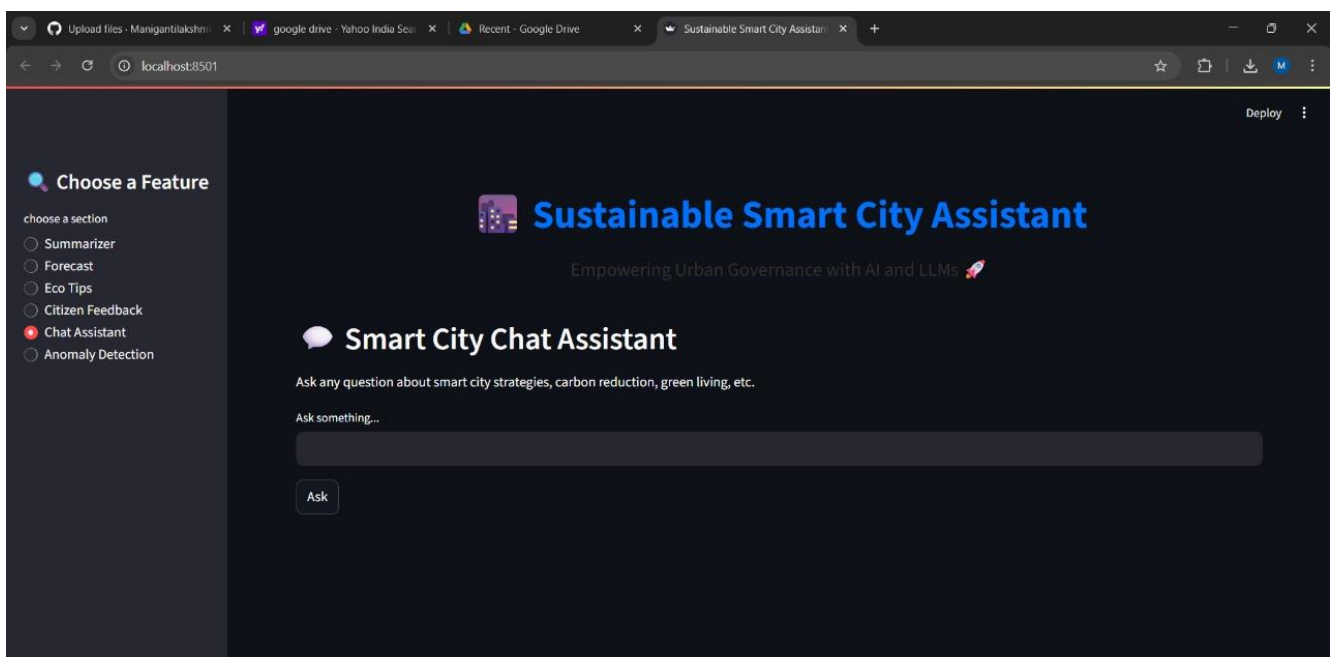 Upload files · Manigantilakshm
google drive - Yahoo India Sear
Recent - Google Drive
Sustainable Smart City Assistan
localhost:8501
M
Deploy
Choose a Feature
choose a section
Summarizer
Forecast
Eco Tips
Citizen Feedback
Chat Assistant
Anomaly Detection
Sustainable Smart City Assistant
Empowering Urban Governance with AI and LLMs
Smart City Chat Assistant
Ask any question about smart city strategies, carbon reduction, green living, etc.
Ask something...
Ask